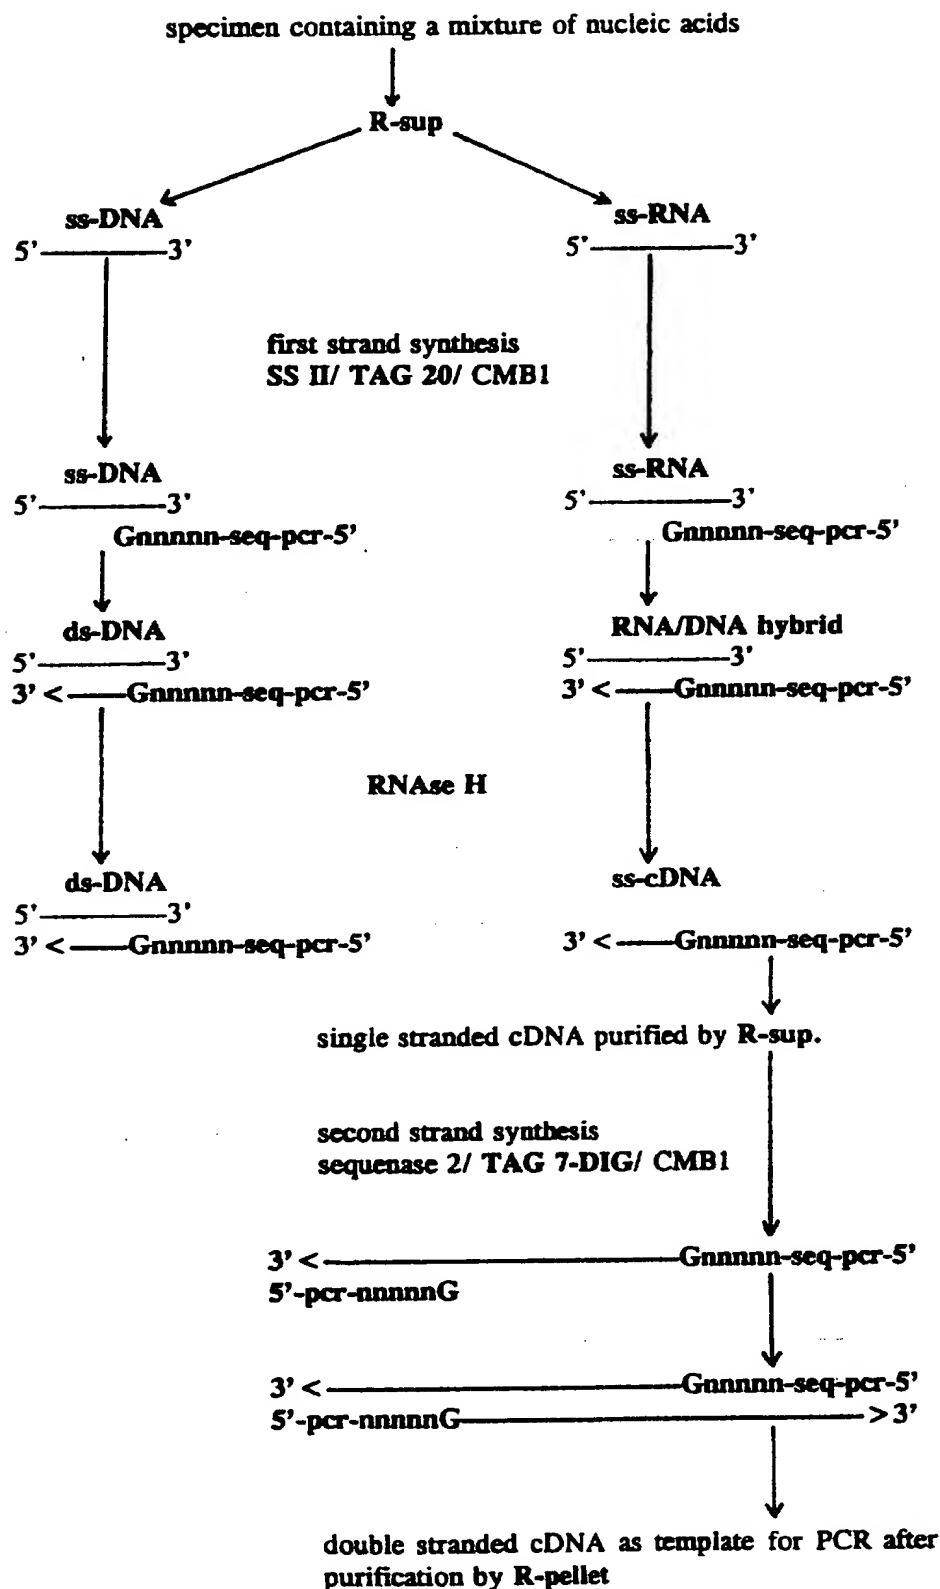 specimen containing a mixture of nucleic acids
R-sup
ss-DNA ss-RNA
5' 3' 5' 3'
first strand synthesis
SS II/ TAG 20/ CMB1
ss-DNA ss-RNA
5' 3' 5' 3'
Gnnnnn-seq-pcr-5' Gnnnnn-seq-pcr-5'
ds-DNA RNA/DNA hybrid
5' 3' 5' 3'
3' < Gnnnnn-seq-pcr-5' 3' < Gnnnnn-seq-pcr-5'
RNAse H
ds-DNA ss-cDNA
5' 3'
3' < Gnnnnn-seq-pcr-5' 3' < Gnnnnn-seq-pcr-5'
single stranded cDNA purified by R-sup.
second strand synthesis
sequenase 2/ TAG 7-DIG/ CMB1
3' < Gnnnnn-seq-pcr-5'
5'-pcr-nnnnnG
3' < Gnnnnn-seq-pcr-5'
5'-pcr-nnnnnG > 3'
double stranded cDNA as template for PCR after
purification by R-pellet